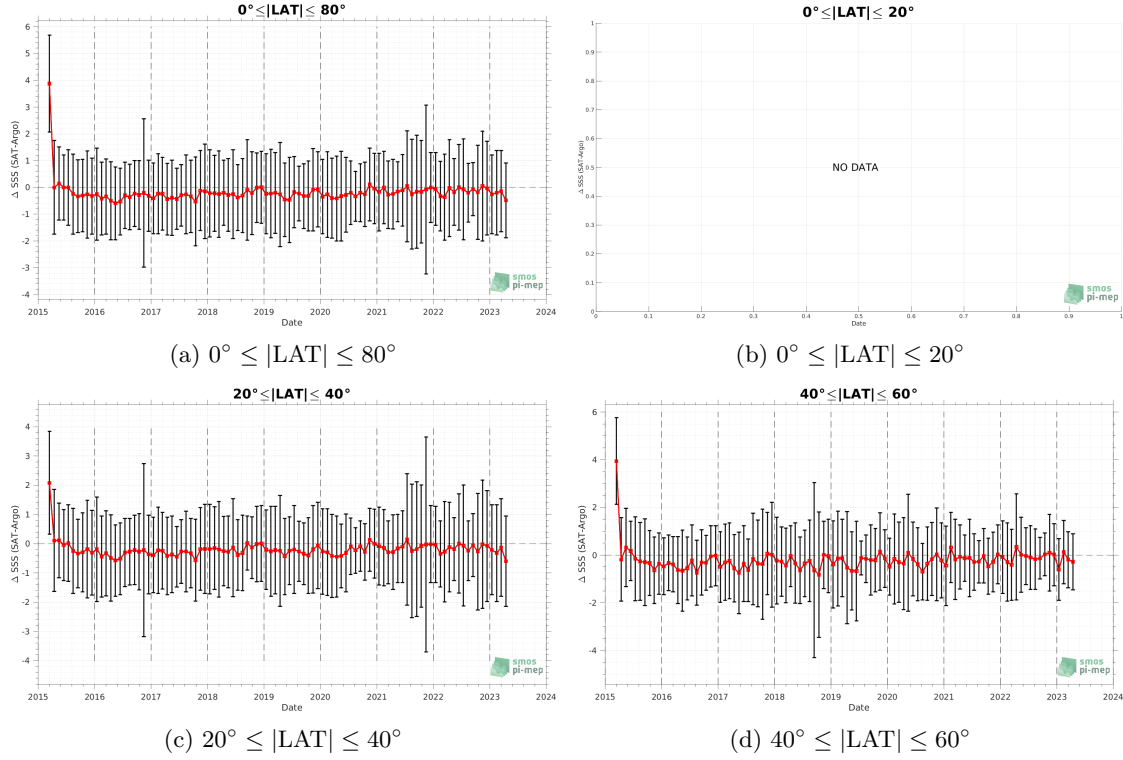 0°≤|LAT|≤ 80°
6
5
4
3
2
1
0
-1
-2
-3
-4
Δ SSS (SAT-Argo)
2015 2016 2017 2018 2019 2020 2021 2022 2023 2024
Date
smos
pi-mep
(a) 0° ≤ |LAT| ≤ 80°
0°≤|LAT|≤ 20°
1
0.9
0.8
0.7
0.6
0.5
0.4
0.3
0.2
0.1
0
Δ SSS (SAT-Argo)
NO DATA
0 0.1 0.2 0.3 0.4 0.5 0.6 0.7 0.8 0.9 1
Date
smos
pi-mep
(b) 0° ≤ |LAT| ≤ 20°
20°≤|LAT|≤ 40°
4
3
2
1
0
-1
-2
-3
-4
Δ SSS (SAT-Argo)
2015 2016 2017 2018 2019 2020 2021 2022 2023 2024
Date
smos
pi-mep
(c) 20° ≤ |LAT| ≤ 40°
40°≤|LAT|≤ 60°
6
4
2
0
-2
-4
Δ SSS (SAT-Argo)
2015 2016 2017 2018 2019 2020 2021 2022 2023 2024
Date
smos
pi-mep
(d) 40° ≤ |LAT| ≤ 60°